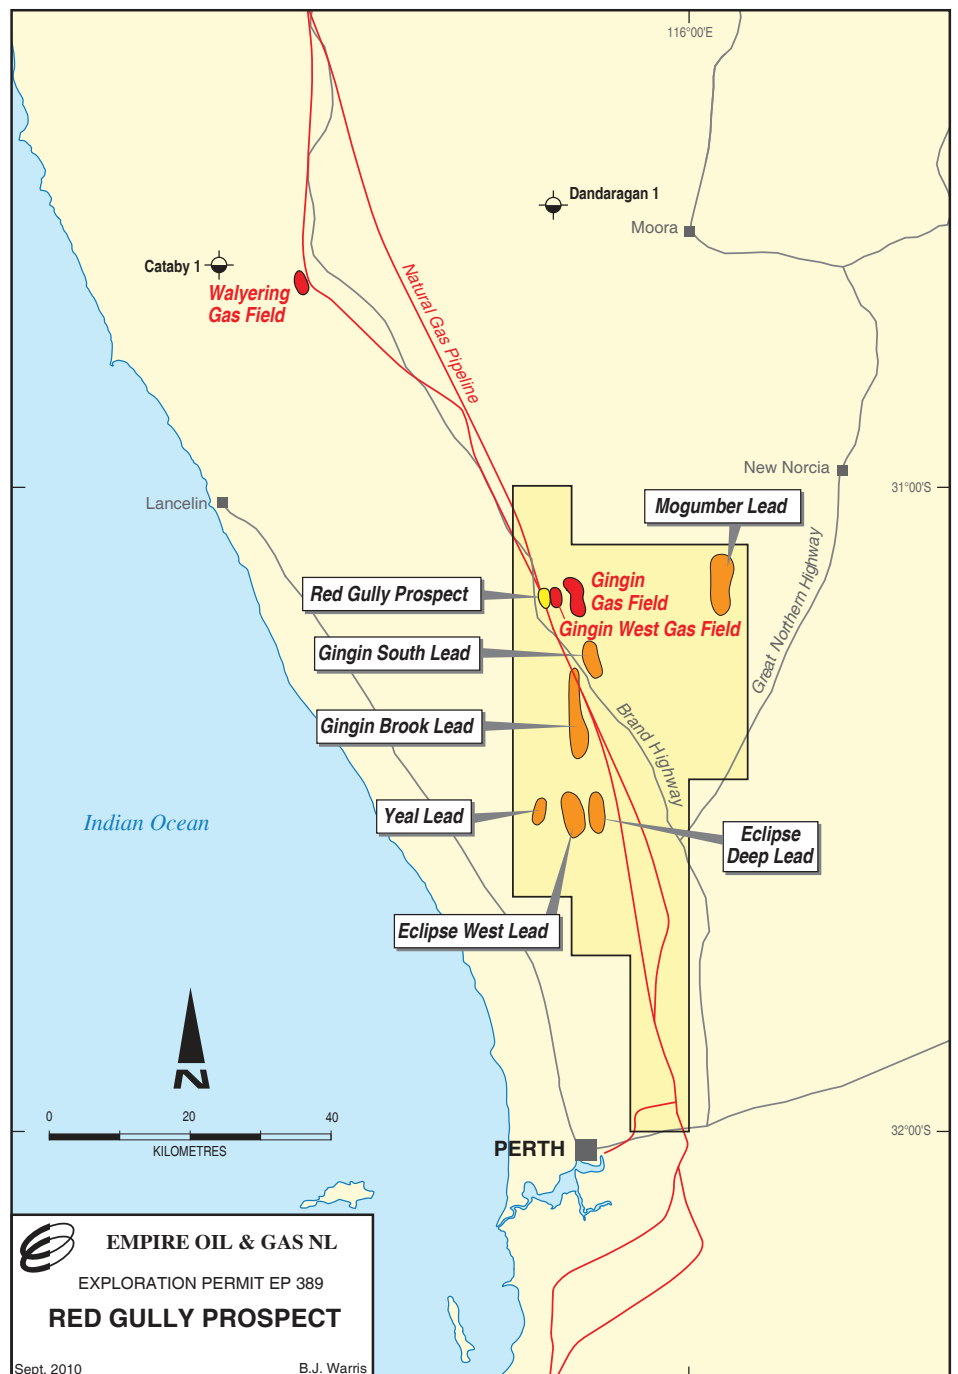 116°00'E
Dandaragan 1
Moora
Cataby 1
Walyering
Gas Field
Natural Gas Pipeline
New Norcia
31°00'S
Lancelin
Mogumber Lead
Great Northern Highway
Red Gully Prospect
Gingin
Gas Field
Gingin West Gas Field
Gingin South Lead
Gingin Brook Lead
Brand Highway
Yeal Lead
Indian Ocean
Eclipse
Deep Lead
Eclipse West Lead
N
0 20 40
KILOMETRES
32°00'S
PERTH
EMPIRE OIL & GAS NL
EXPLORATION PERMIT EP 389
RED GULLY PROSPECT
Sept. 2010 B.J. Warris